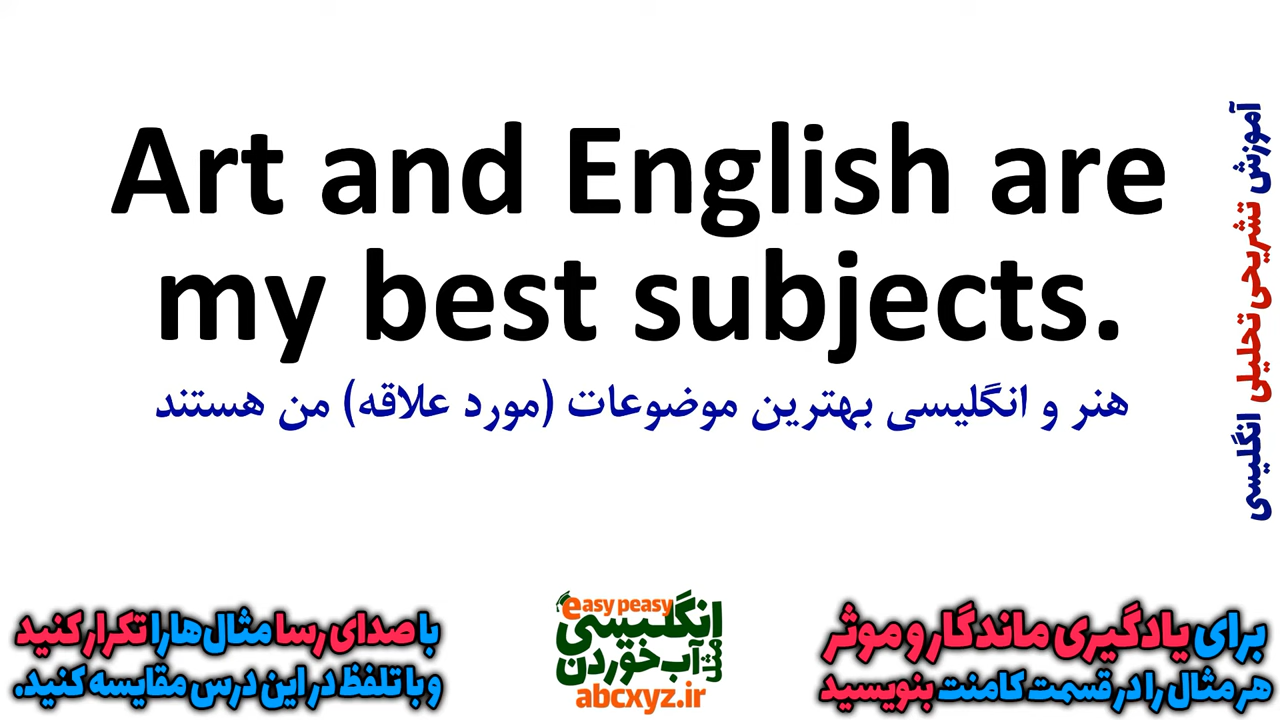 Art and English are
my best subjects.
هنر و انگلیسی بهترین موضوعات (مورد علاقه) من هستند
آموزش تشریحی تحلیلی انگلیسی
برای یادگیری ماندگار و موثر
هر مثال را در قسمت کامنت بنویسید
easy peasy
انگلیسی
مثل آب خوردن
abcxyz.ir
با صدای رسا مثال‌ها را تکرار کنید
و با تلفظ در این درس مقایسه کنید.